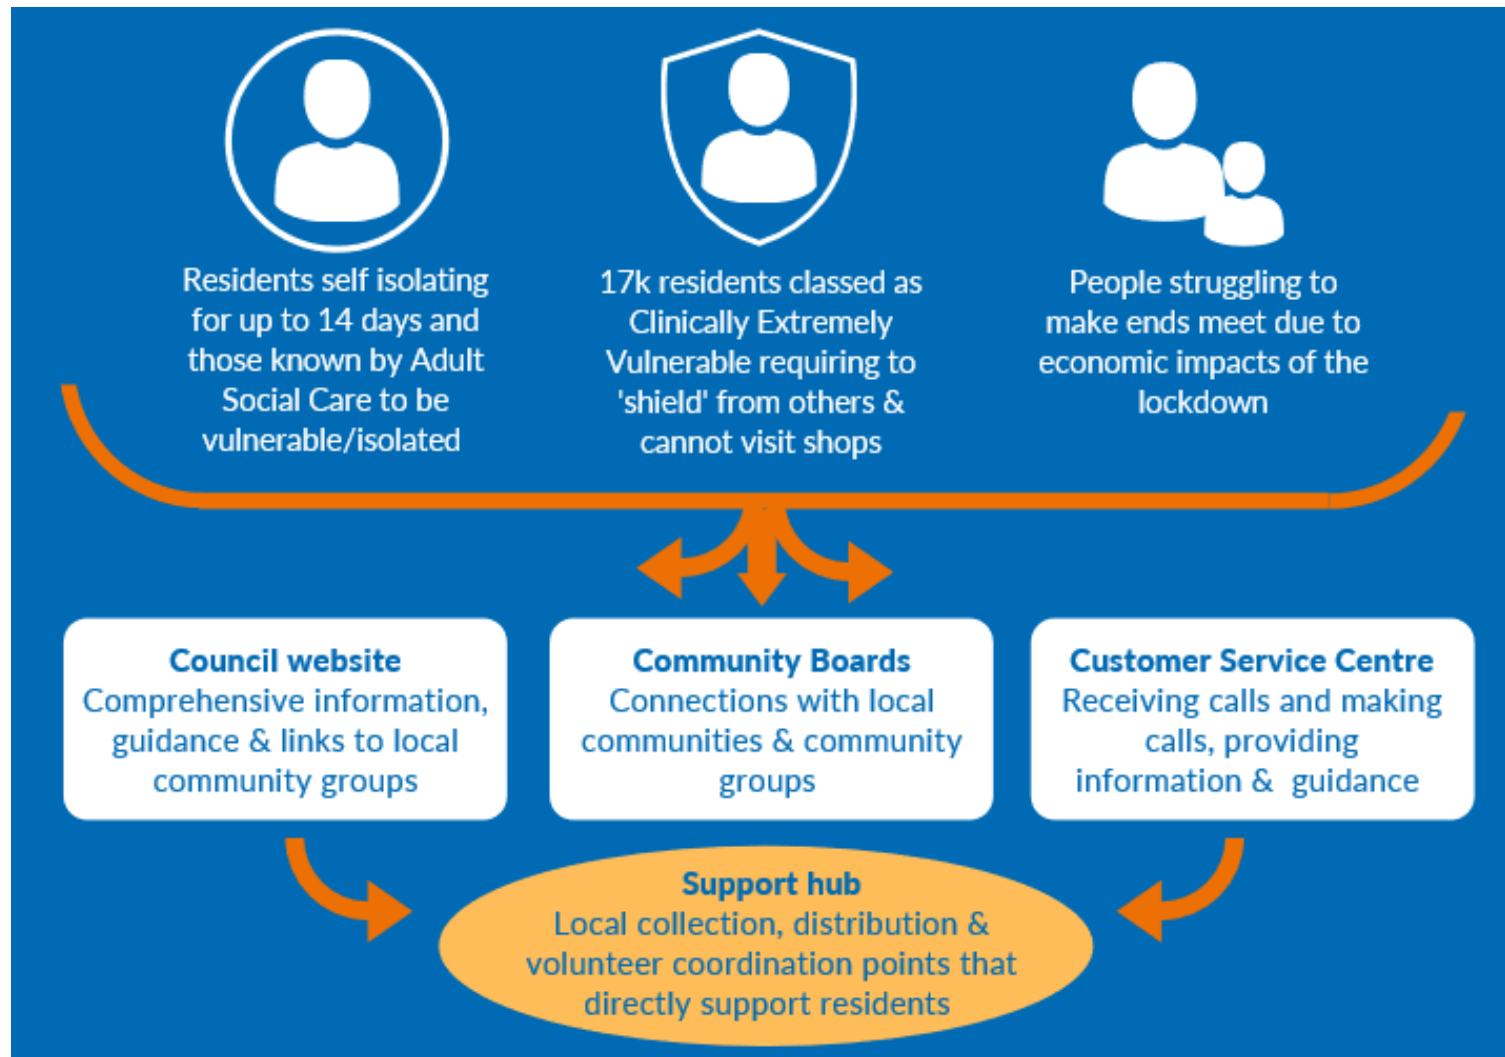 Residents self isolating
for up to 14 days and
those known by Adult
Social Care to be
vulnerable/isolated
17k residents classed as
Clinically Extremely
Vulnerable requiring to
'shield' from others &
cannot visit shops
People struggling to
make ends meet due to
economic impacts of the
lockdown
Council website
Comprehensive information,
guidance & links to local
community groups
Community Boards
Connections with local
communities & community
groups
Customer Service Centre
Receiving calls and making
calls, providing
information &  guidance
Support hub
Local collection, distribution &
volunteer coordination points that
directly support residents